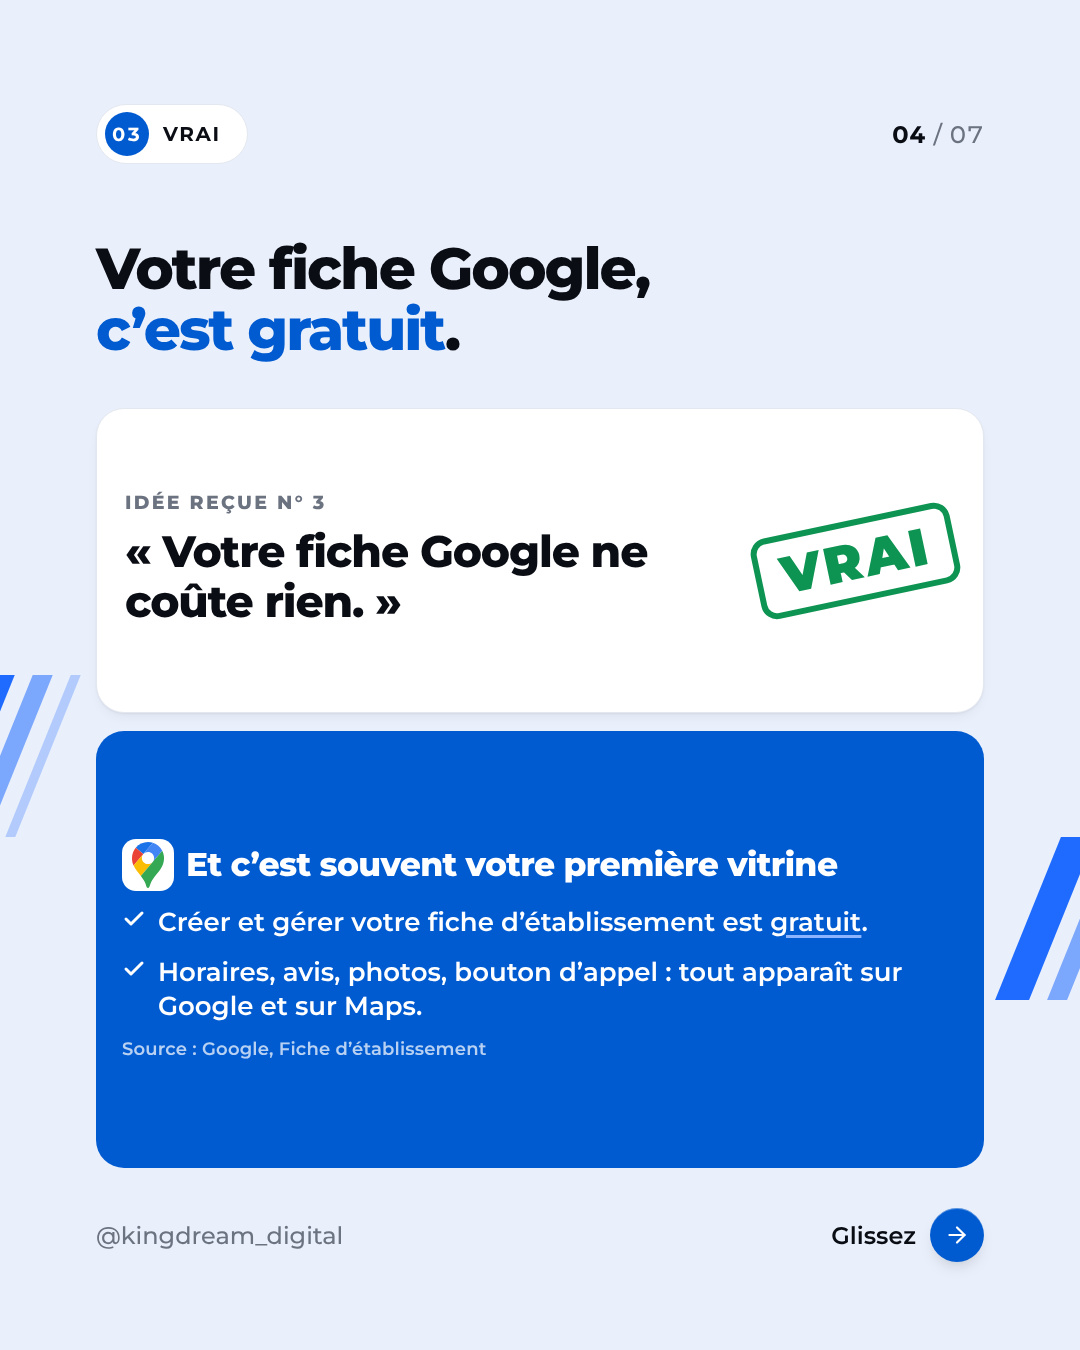 03 VRAI
04 / 07
Votre fiche Google,
c’est gratuit.
IDÉE REÇUE N° 3
« Votre fiche Google ne
coûte rien. »
VRAI
Et c’est souvent votre première vitrine
Créer et gérer votre fiche d’établissement est gratuit.
Horaires, avis, photos, bouton d’appel : tout apparaît sur
Google et sur Maps.
Source : Google, Fiche d’établissement
@kingdream_digital
Glissez